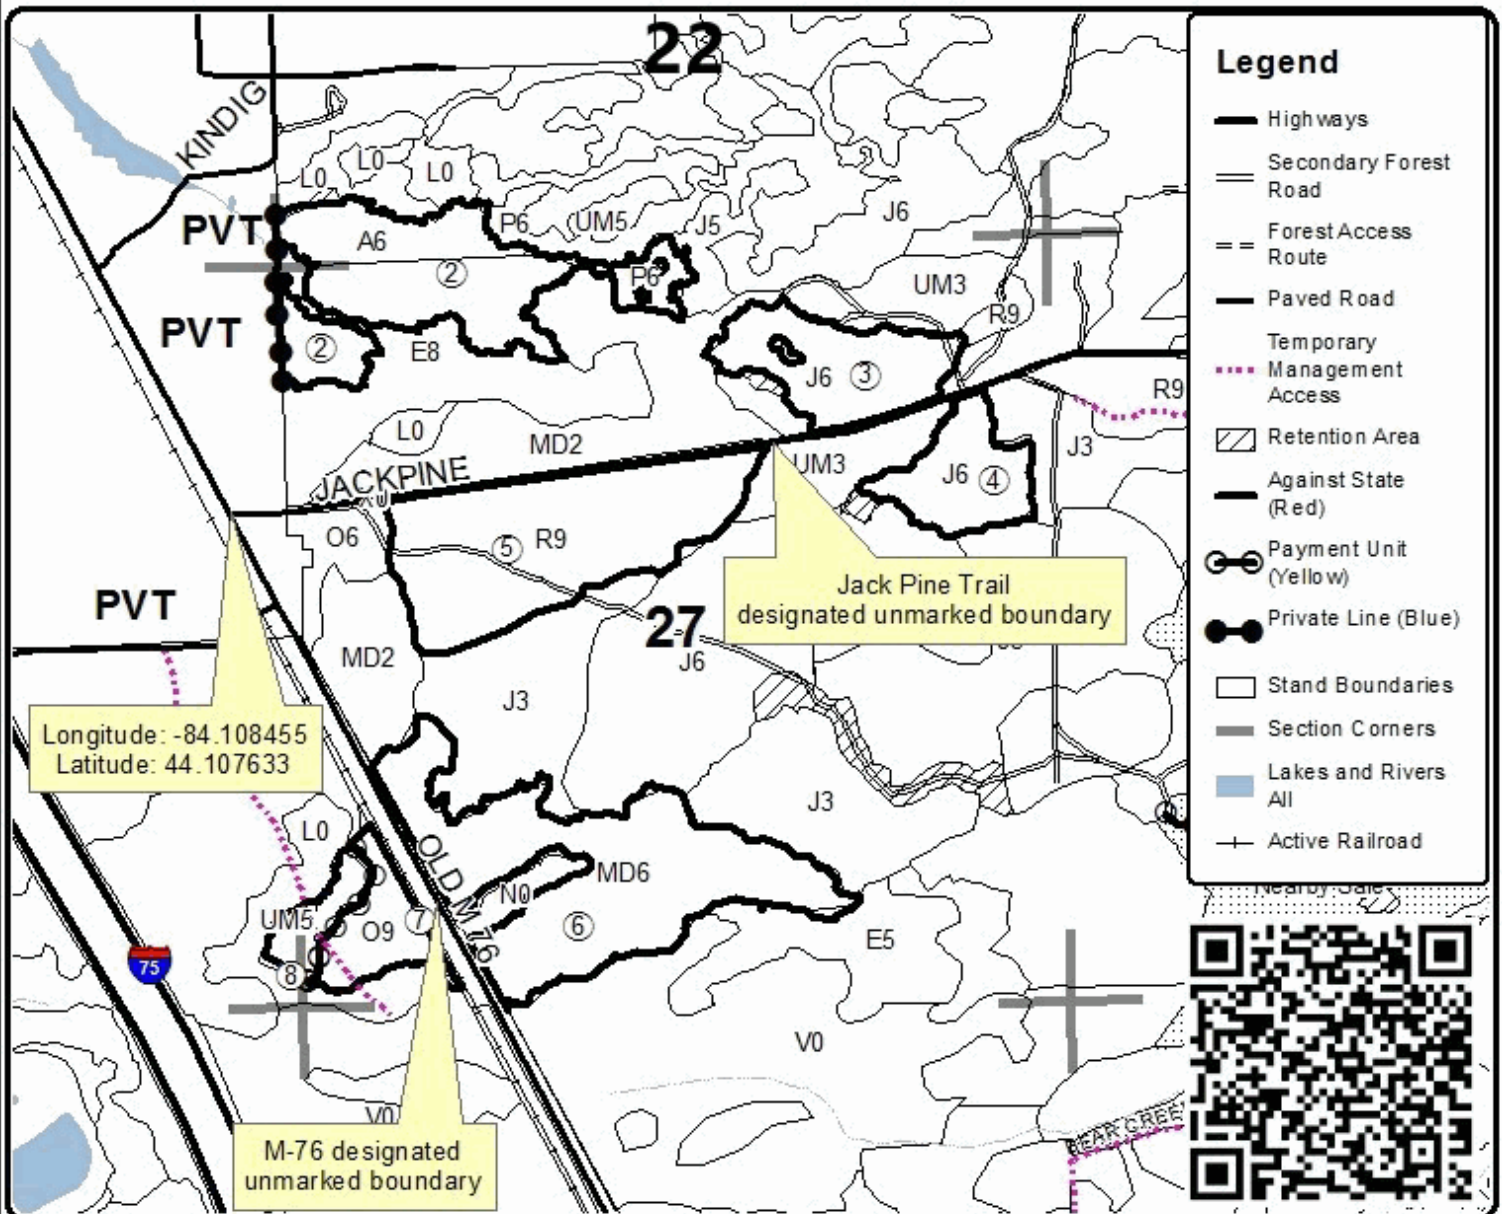 22
Legend
Highways
Secondary Forest
Road
Forest Access
Route
Paved Road
Temporary
Management
Access
Retention Area
Against State
(Red)
Payment Unit
(Yellow)
Private Line (Blue)
Stand Boundaries
Section Corners
Lakes and Rivers
All
Active Railroad
KINDIG
L0
L0
L0
PVT
A6
P6
UM5
J5
J6
2
P6
UM3
PVT
2
E8
R9
J6
3
R9
L0
MD2
J3
JACKPINE
UM3
J6
4
O6
5
R9
Jack Pine Trail
designated unmarked boundary
PVT
27
MD2
J6
J3
Longitude: -84.108455
Latitude: 44.107633
J3
L0
OLD M 76
N0
MD6
UM5
O9
7
6
E5
75
8
Nearby Sale
V0
V0
BEAR CREE
M-76 designated
unmarked boundary